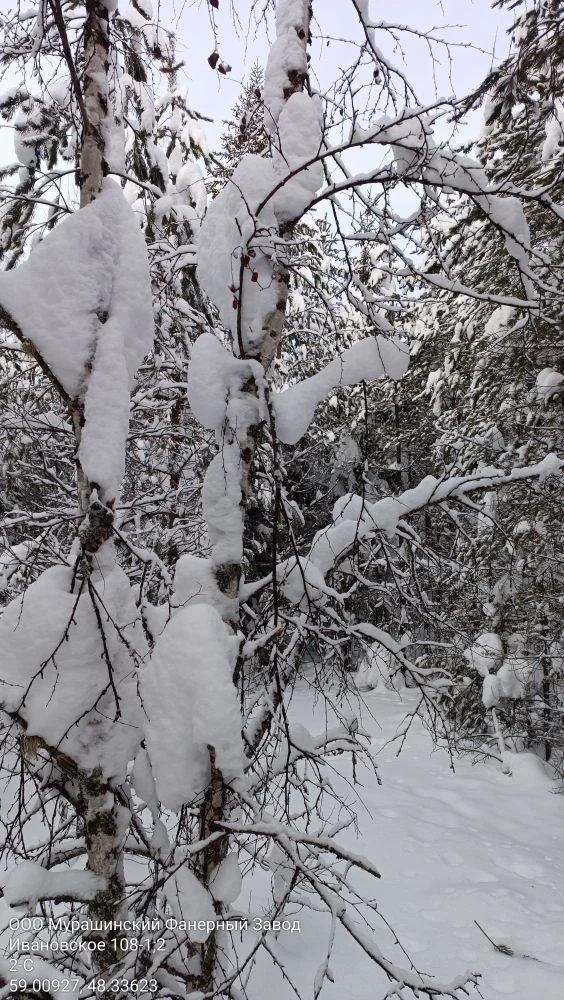 ООО Мурашинский Фанерный Завод
Ивановское 108-1;2
2-С
59.00927, 48.33623